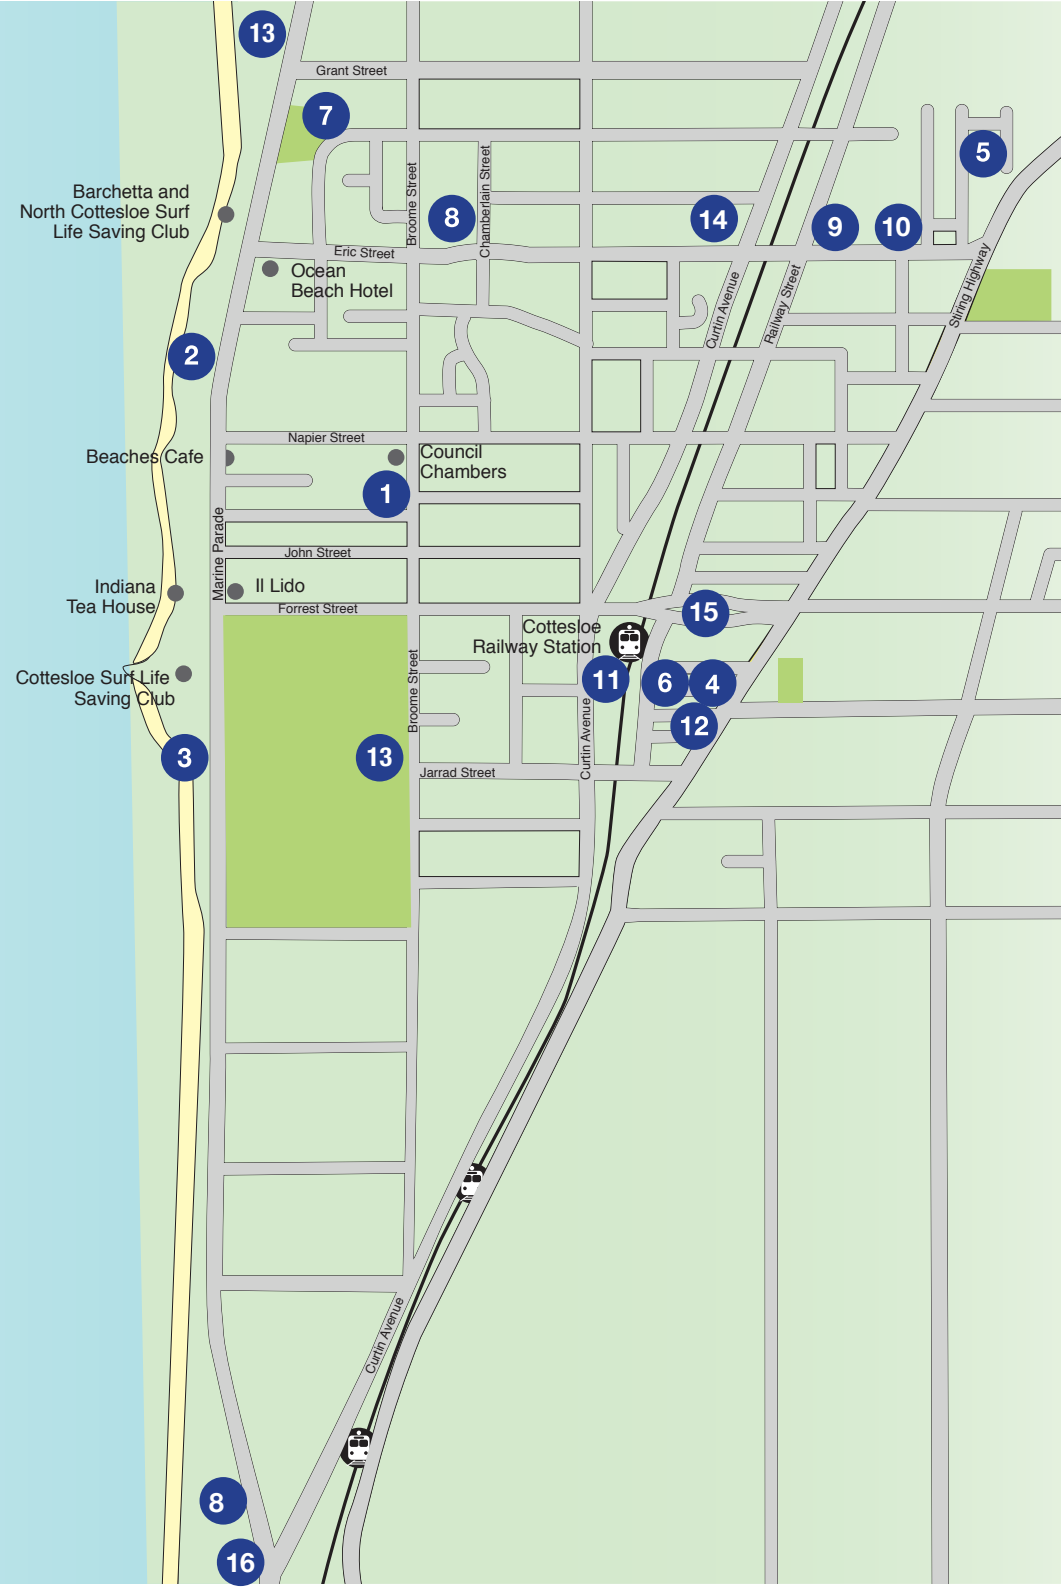 13
Grant Street
7
5
Barchetta and
North Cottesloe Surf
Life Saving Club
Broome Street
Chamberlain Street
8
14
9
10
Eric Street
Ocean
Beach Hotel
Curtin Avenue
Railway Street
Stiring Highway
2
Napier Street
Beaches Cafe
Council
Chambers
1
Marine Parade
John Street
Indiana
Tea House
Il Lido
Forrest Street
15
Cottesloe
Railway Station
Cottesloe Surf Life
Saving Club
Broome Street
11
6
4
12
Curtin Avenue
3
13
Jarrad Street
Curtin Avenue
8
16